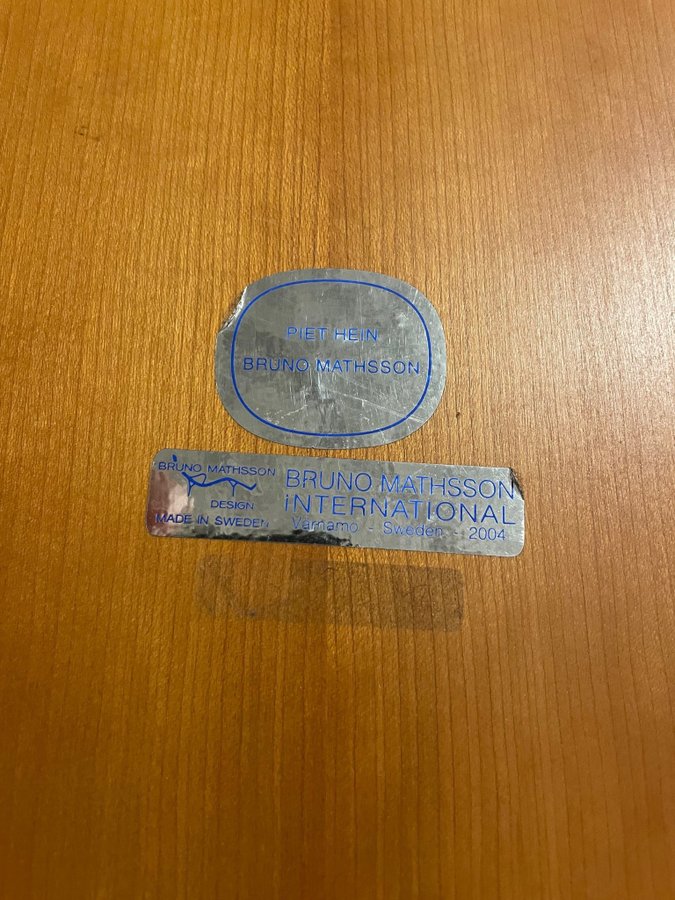 PIET HEIN
BRUNO MATHSSON
BRUNO MATHSSON
DESIGN
MADE IN SWEDEN
BRUNO MATHSSON
INTERNATIONAL
Värnamo - Sweden - 2004